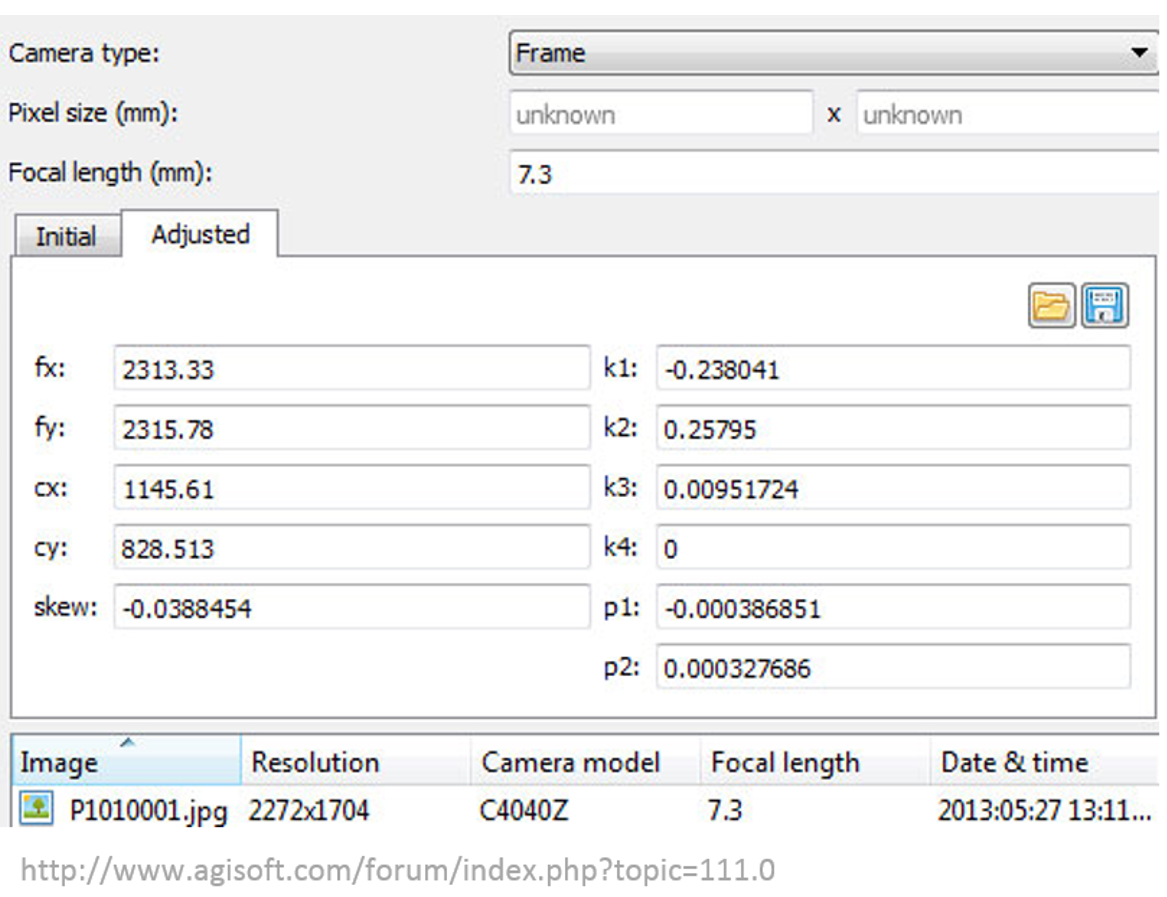 Camera type: Frame
Pixel size (mm): unknown x unknown
Focal length (mm): 7.3
Initial Adjusted
fx: 2313.33 k1: -0.238041
fy: 2315.78 k2: 0.25795
cx: 1145.61 k3: 0.00951724
cy: 828.513 k4: 0
skew: -0.0388454 p1: -0.000386851
p2: 0.000327686
Image Resolution Camera model Focal length Date & time
P1010001.jpg 2272x1704 C4040Z 7.3 2013:05:27 13:11...
http://www.agisoft.com/forum/index.php?topic=111.0